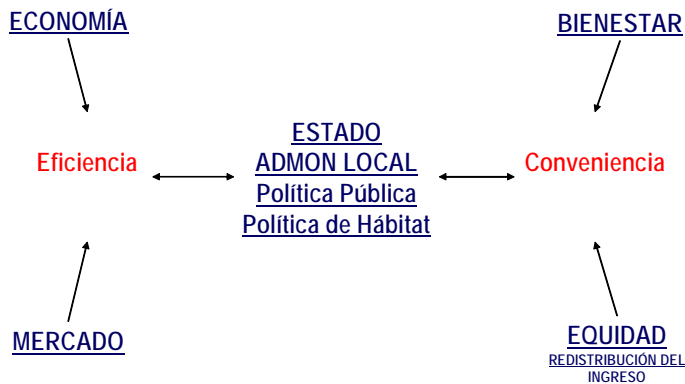 ECONOMÍA
BIENESTAR
Eficiencia
ESTADO
ADMON LOCAL
Política Pública
Política de Hábitat
Conveniencia
MERCADO
EQUIDAD
REDISTRIBUCIÓN DEL
INGRESO